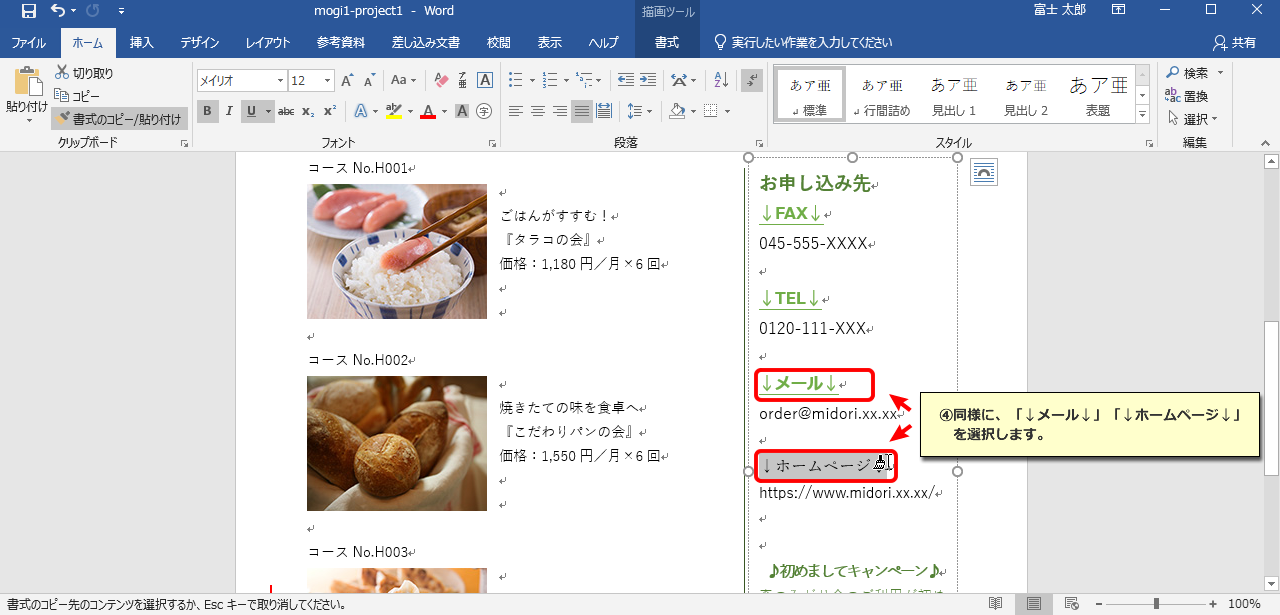 mogi1-project1 - Word
描画ツール
富士 太郎
ファイル ホーム 挿入 デザイン レイアウト 参考資料 差し込み文書 校閲 表示 ヘルプ 書式 実行したい作業を入力してください 共有
貼り付け
切り取り
コピー
書式のコピー/貼り付け
クリップボード
メイリオ 12
フォント
段落
あア亜 あア亜 あア亜 あア亜 あア亜
↲標準 ↲行間詰め 見出し 1 見出し 2 表題
スタイル
検索
置換
選択
編集
コース No.H001
ごはんがすすむ！
『タラコの会』
価格：1,180 円／月×6 回
コース No.H002
焼きたての味を食卓へ
『こだわりパンの会』
価格：1,550 円／月×6 回
コース No.H003
お申し込み先
↓FAX↓
045-555-XXXX
↓TEL↓
0120-111-XXX
↓メール↓
order@midori.xx.xx
↓ホームページ↓
https://www.midori.xx.xx/
♪初めましてキャンペーン♪
④同様に、「↓メール↓」「↓ホームページ↓」
を選択します。
書式のコピー先のコンテンツを選択するか、Esc キーで取り消してください。
100%